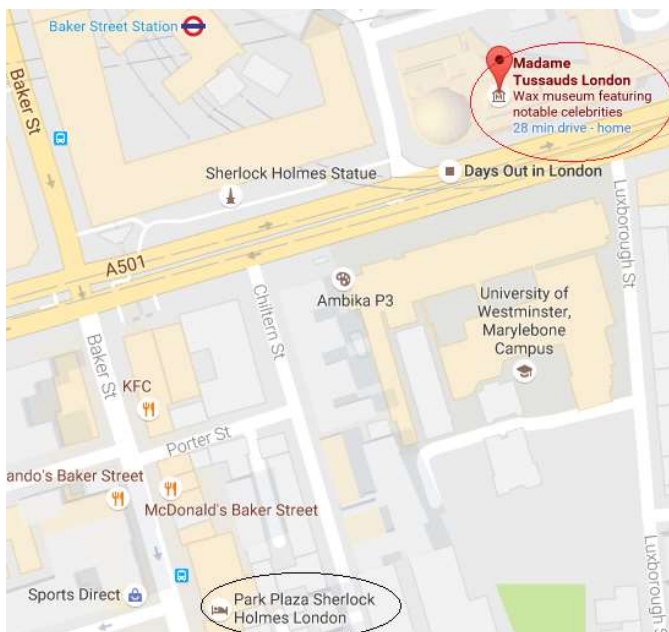 Baker Street Station
Baker St
Madame
Tussauds London
Wax museum featuring
notable celebrities
28 min drive - home
Sherlock Holmes Statue
Days Out in London
Luxborough St
A501
Chiltern St
Ambika P3
University of
Westminster,
Marylebone
Campus
Baker St
KFC
Porter St
ando's Baker Street
McDonald's Baker Street
Luxborough St
Sports Direct
Park Plaza Sherlock
Holmes London